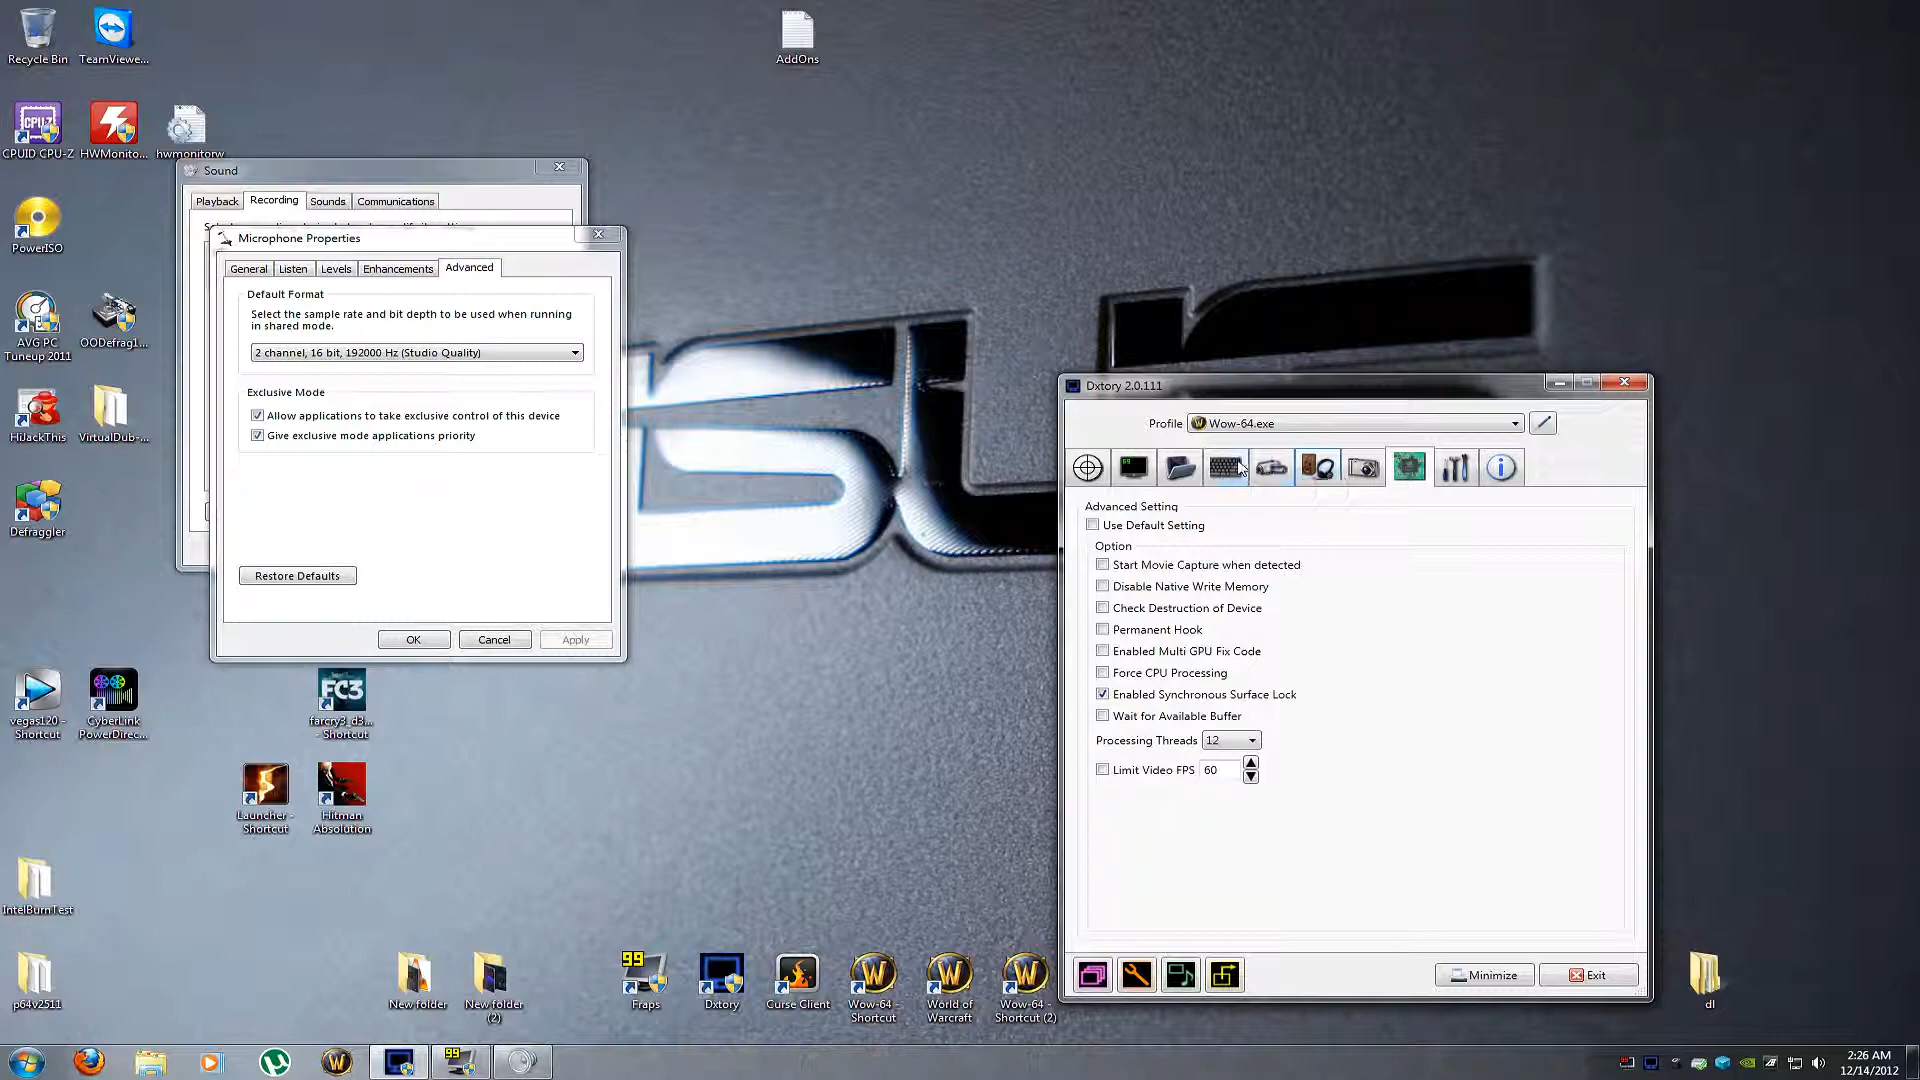 Recycle Bin
TeamViewe...
AddOns
CPUID CPU-Z
HWMonito...
hwmonitorw
PowerISO
AVG PC
Tuneup 2011
OODefrag1...
HiJackThis
VirtualDub-...
Defraggler
Sound
Playback
Recording
Sounds
Communications
Microphone Properties
General
Listen
Levels
Enhancements
Advanced
Default Format
Select the sample rate and bit depth to be used when running
in shared mode.
2 channel, 16 bit, 192000 Hz (Studio Quality)
Exclusive Mode
Allow applications to take exclusive control of this device
Give exclusive mode applications priority
Restore Defaults
OK
Cancel
Apply
Dxtory 2.0.111
Profile
Wow-64.exe
Advanced Setting
Use Default Setting
Option
Start Movie Capture when detected
Disable Native Write Memory
Check Destruction of Device
Permanent Hook
Enabled Multi GPU Fix Code
Force CPU Processing
Enabled Synchronous Surface Lock
Wait for Available Buffer
Processing Threads 12
Limit Video FPS 60
Minimize
Exit
vegas120 -
Shortcut
CyberLink
PowerDirec...
FC3
farcry3_d3...
- Shortcut
Launcher -
Shortcut
Hitman
Absolution
IntelBurnTest
p64v2511
New folder
New folder
(2)
99
Fraps
Dxtory
Curse Client
Wow-64 -
Shortcut
World of
Warcraft
Wow-64 -
Shortcut (2)
dl
99
2:26 AM
12/14/2012